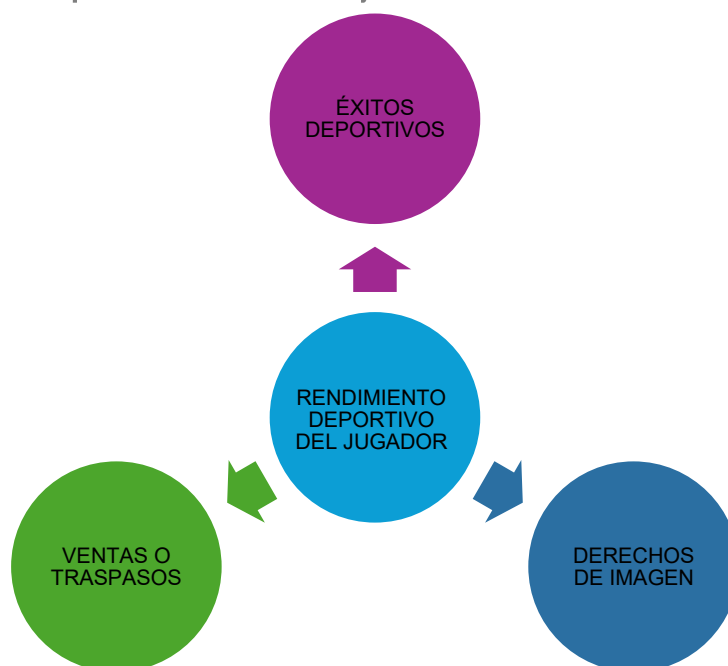 ÉXITOS
DEPORTIVOS
RENDIMIENTO
DEPORTIVO
DEL JUGADOR
VENTAS O
TRASPASOS
DERECHOS
DE IMAGEN